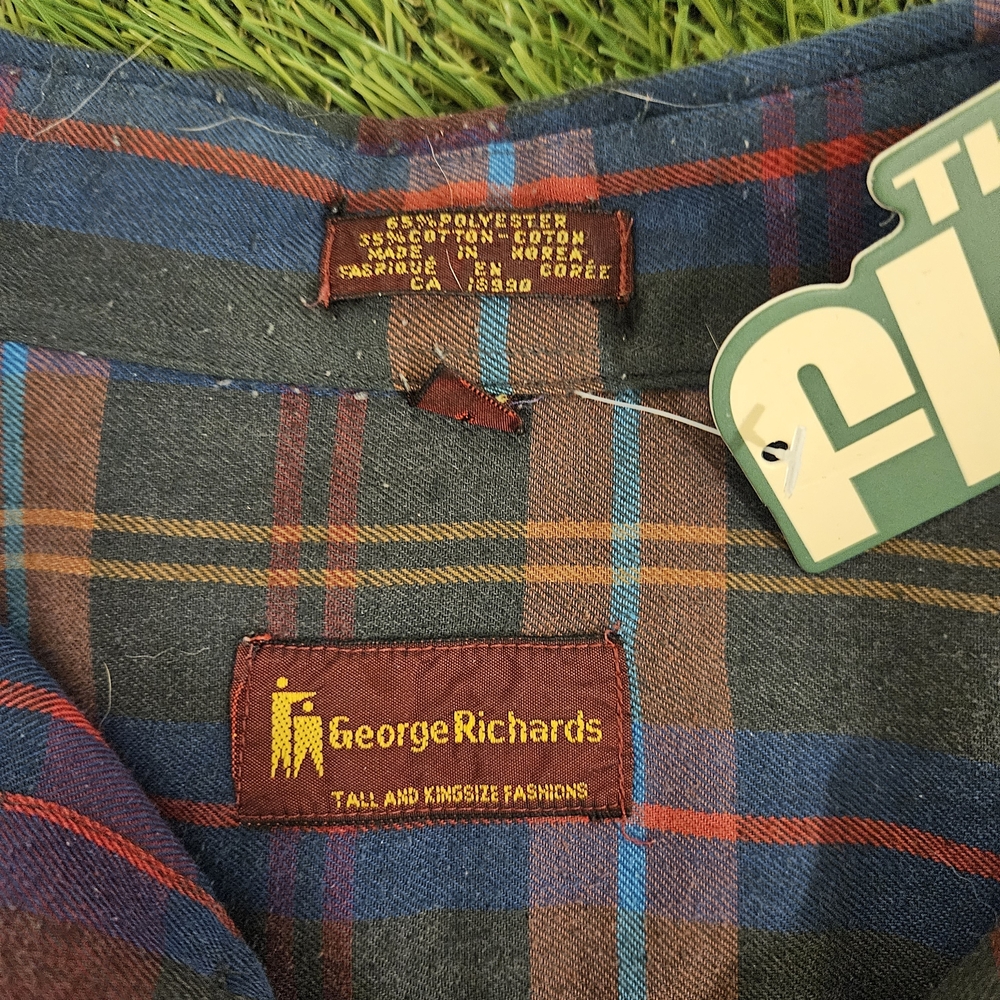 65% POLYESTER
35% COTTON-COTON
MADE IN KOREA
FABRIQUÉ EN CORÉE
CA 18990
George Richards
TALL AND KINGSIZE FASHIONS